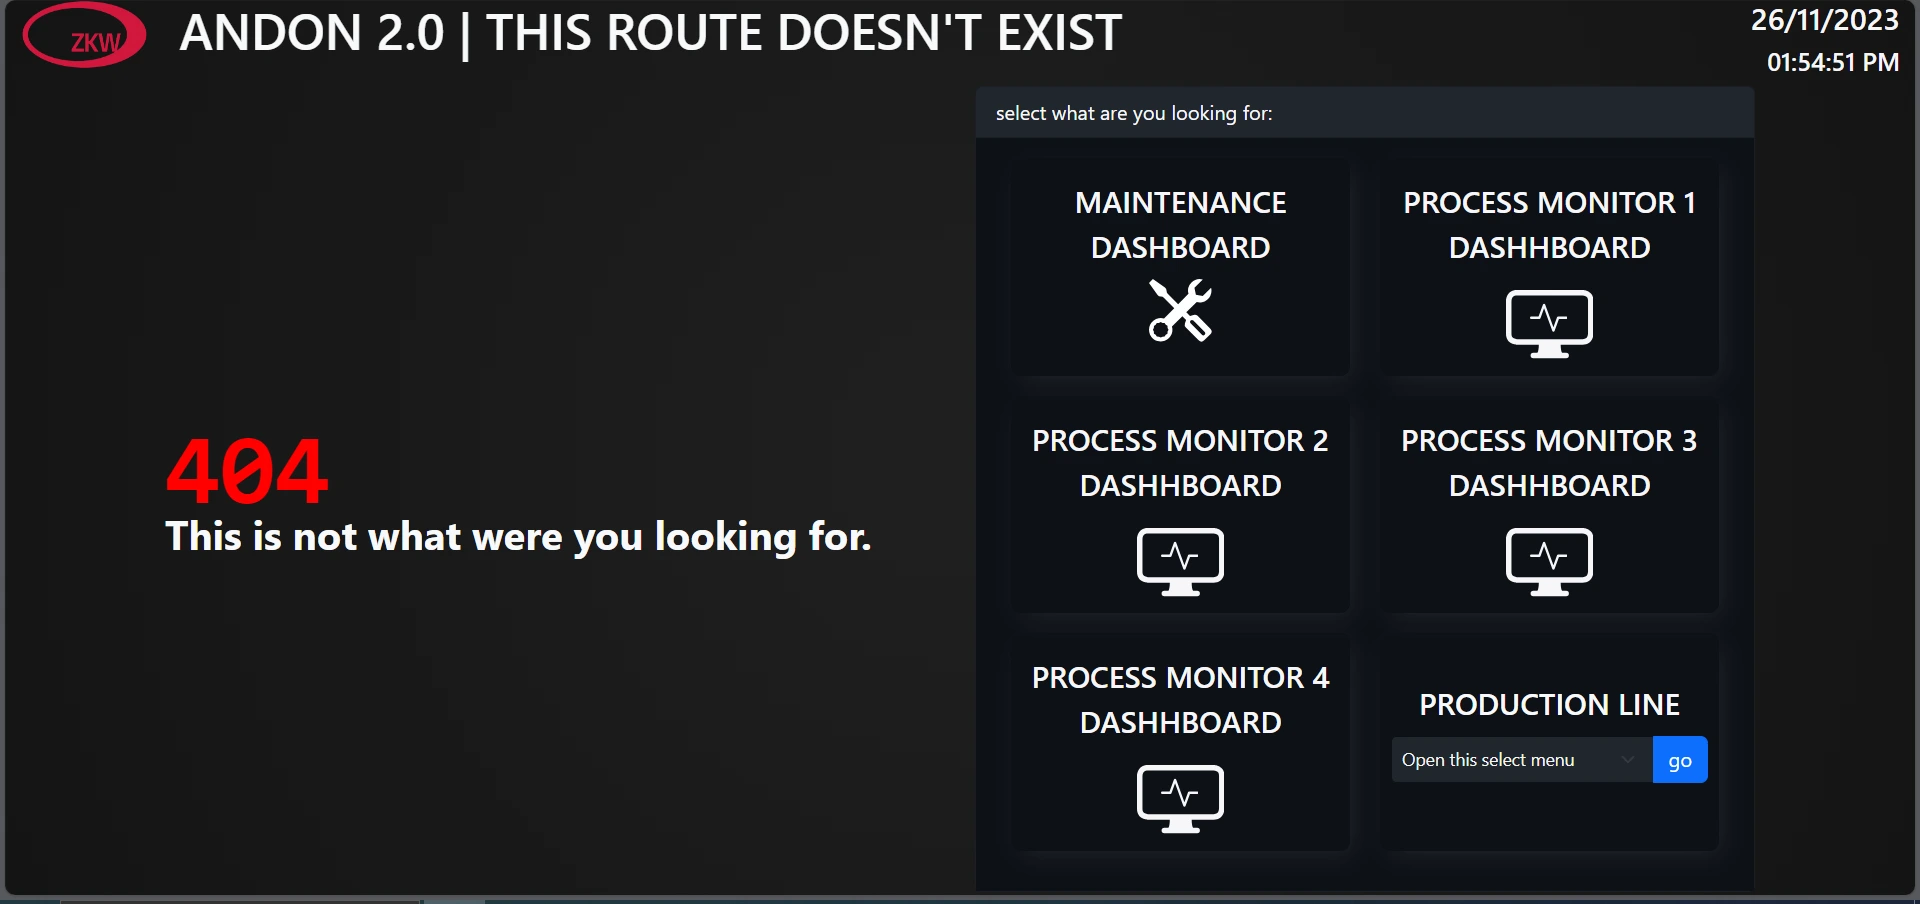 ZKW
ANDON 2.0 | THIS ROUTE DOESN'T EXIST
26/11/2023
01:54:51 PM
404
This is not what were you looking for.
select what are you looking for:
MAINTENANCE
DASHBOARD
PROCESS MONITOR 1
DASHHBOARD
PROCESS MONITOR 2
DASHHBOARD
PROCESS MONITOR 3
DASHHBOARD
PROCESS MONITOR 4
DASHHBOARD
PRODUCTION LINE
Open this select menu
go